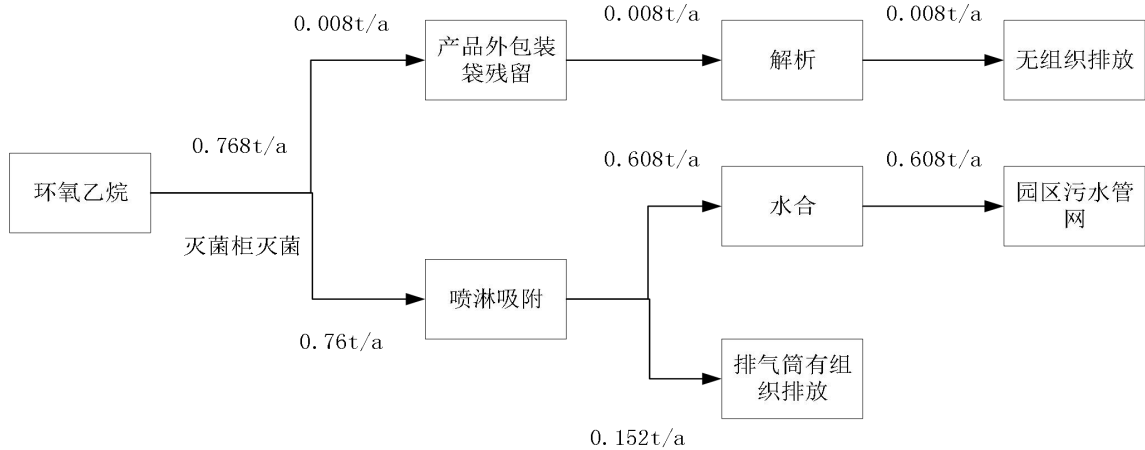 0.008t/a
0.008t/a
0.008t/a
产品外包装
袋残留
解析
无组织排放
0.768t/a
0.608t/a
0.608t/a
环氧乙烷
水合
园区污水管
网
灭菌柜灭菌
喷淋吸附
0.76t/a
排气筒有组
织排放
0.152t/a